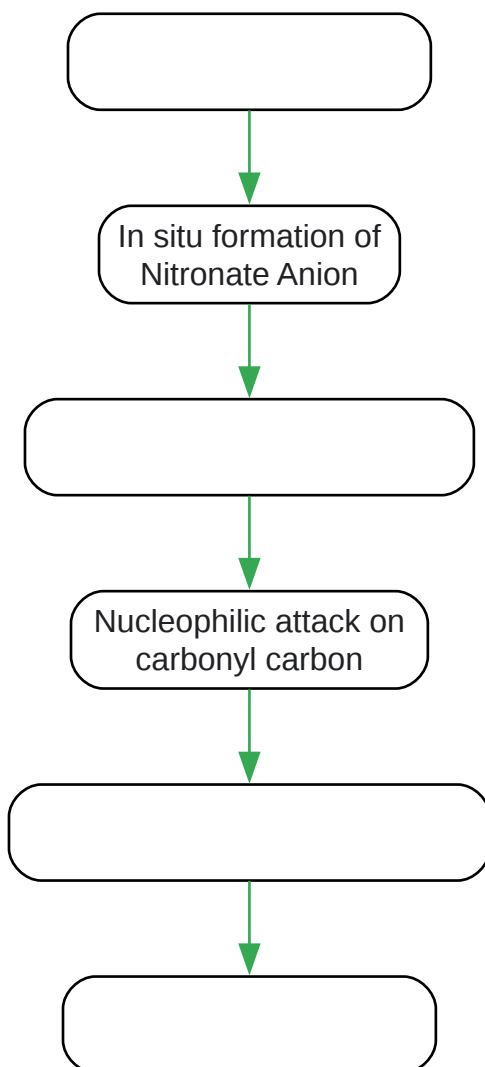 In situ formation of
Nitronate Anion
Nucleophilic attack on
carbonyl carbon